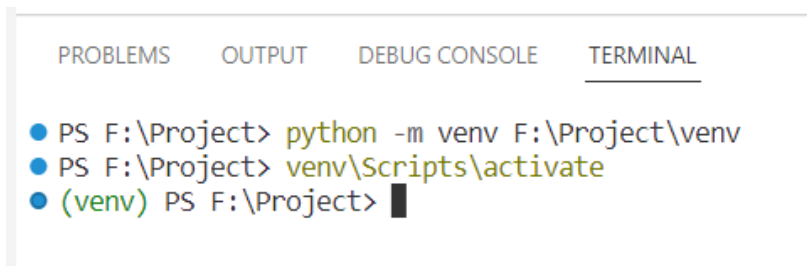 PROBLEMS OUTPUT DEBUG CONSOLE TERMINAL
PS F:\Project> python -m venv F:\Project\venv
PS F:\Project> venv\Scripts\activate
(venv) PS F:\Project>